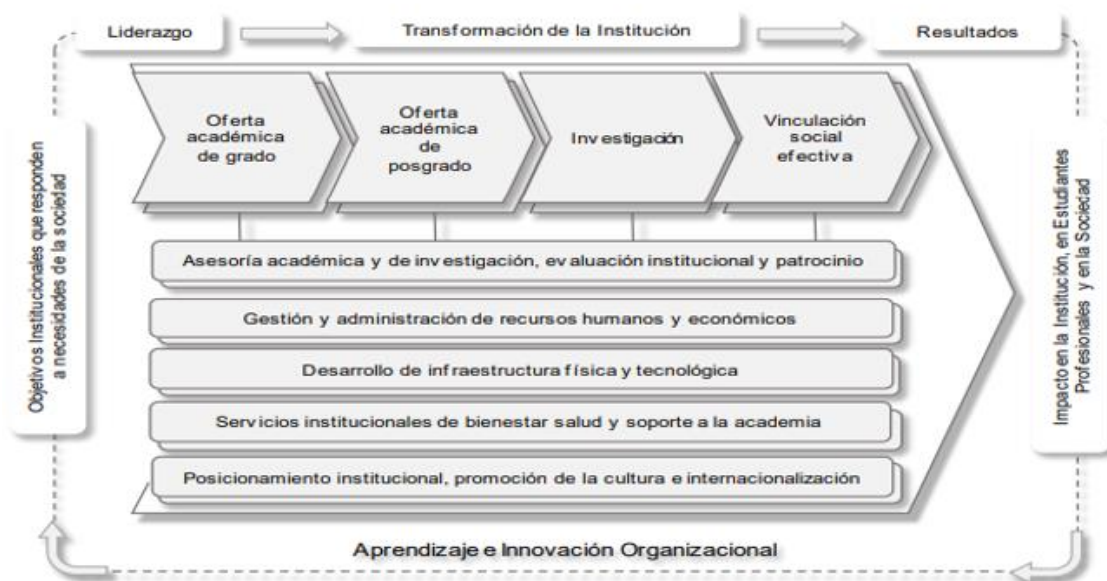 Liderazgo
Transformación de la Institución
Resultados
Objetivos Institucionales que responden
a necesidades de la sociedad
Oferta
académica
de grado
Oferta
académica
de
posgrado
Investigación
Vinculación
social
efectiva
Asesoría académica y de investigación, evaluación institucional y patrocinio
Gestión y administración de recursos humanos y económicos
Desarrollo de infraestructura física y tecnológica
Servicios institucionales de bienestar salud y soporte a la academia
Posicionamiento institucional, promoción de la cultura e internacionalización
Impacto en la Institución, en Estudiantes
Profesionales y en la Sociedad
Aprendizaje e Innovación Organizacional